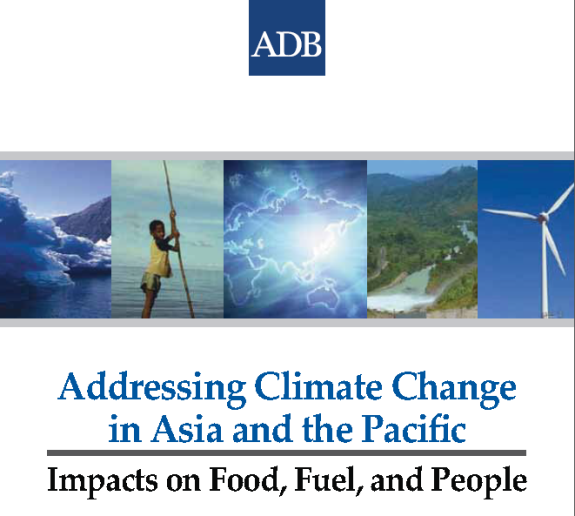 ADB
Addressing Climate Change
in Asia and the Pacific
Impacts on Food, Fuel, and People